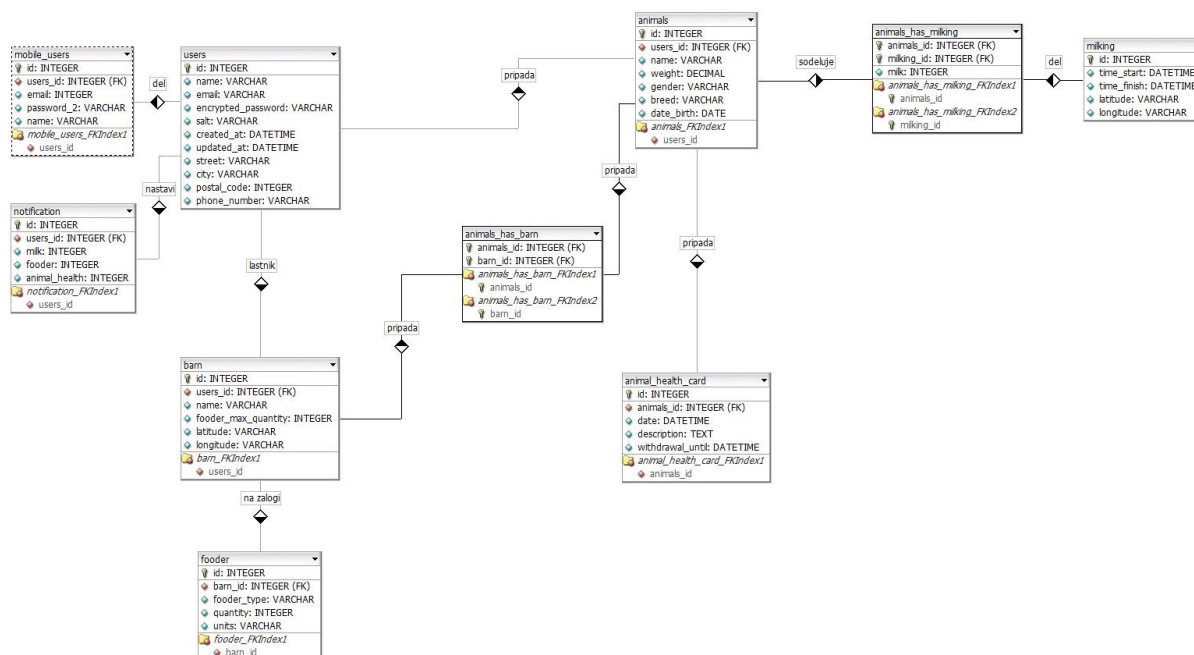 mobile_users
id: INTEGER
users_id: INTEGER (FK)
email: INTEGER
password_2: VARCHAR
name: VARCHAR
mobile_users_FKIndex1
users_id
del
users
id: INTEGER
name: VARCHAR
email: VARCHAR
encrypted_password: VARCHAR
salt: VARCHAR
created_at: DATETIME
updated_at: DATETIME
street: VARCHAR
city: VARCHAR
postal_code: INTEGER
phone_number: VARCHAR
pripada
animals
id: INTEGER
users_id: INTEGER (FK)
name: VARCHAR
weight: DECIMAL
gender: VARCHAR
breed: VARCHAR
date_birth: DATE
animals_FKIndex1
users_id
sodeluje
animals_has_milking
animals_id: INTEGER (FK)
milking_id: INTEGER (FK)
milk: INTEGER
animals_has_milking_FKIndex1
animals_id
animals_has_milking_FKIndex2
milking_id
del
milking
id: INTEGER
time_start: DATETIME
time_finish: DATETIME
latitude: VARCHAR
longitude: VARCHAR
nastavi
notification
id: INTEGER
users_id: INTEGER (FK)
milk: INTEGER
fooder: INTEGER
animal_health: INTEGER
notification_FKIndex1
users_id
lastnik
pripada
animals_has_barn
animals_id: INTEGER (FK)
barn_id: INTEGER (FK)
animals_has_barn_FKIndex1
animals_id
animals_has_barn_FKIndex2
barn_id
pripada
pripada
barn
id: INTEGER
users_id: INTEGER (FK)
name: VARCHAR
fooder_max_quantity: INTEGER
latitude: VARCHAR
longitude: VARCHAR
barn_FKIndex1
users_id
animal_health_card
id: INTEGER
animals_id: INTEGER (FK)
date: DATETIME
description: TEXT
withdrawal_until: DATETIME
animal_health_card_FKIndex1
animals_id
na zalogi
fooder
id: INTEGER
barn_id: INTEGER (FK)
fooder_type: VARCHAR
quantity: INTEGER
units: VARCHAR
fooder_FKIndex1
barn_id